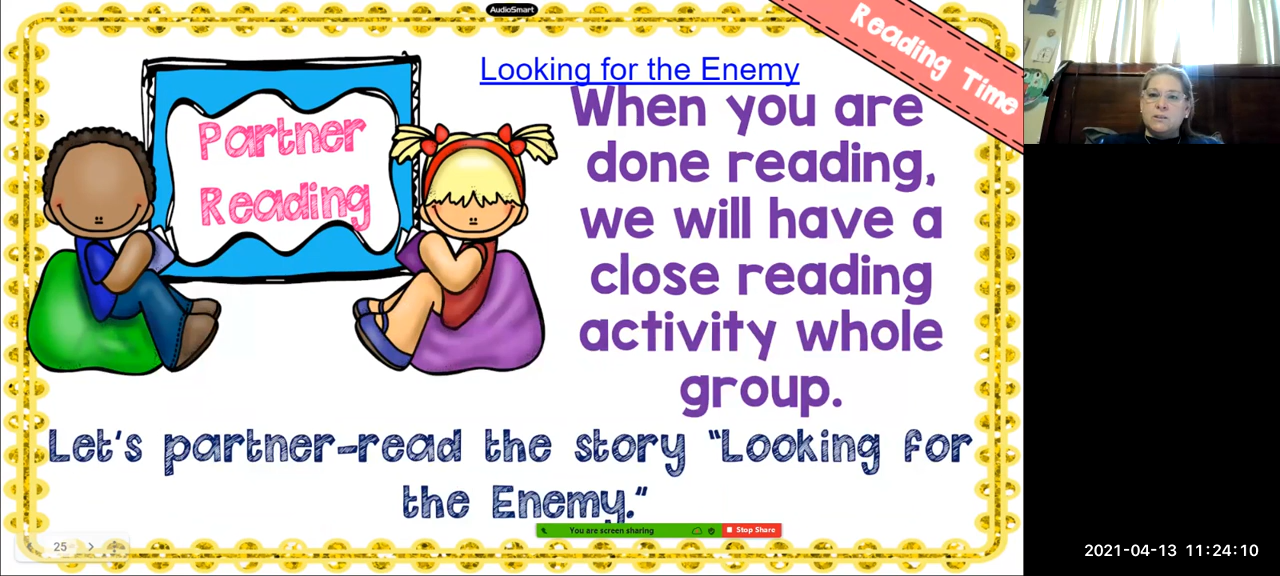 AudioSmart
Reading Time
Looking for the Enemy
Partner
Reading
When you are
done reading,
we will have a
close reading
activity whole
group.
Let's partner-read the story "Looking for
the Enemy."
You are screen sharing
Stop Share
25
2021-04-13 11:24:10